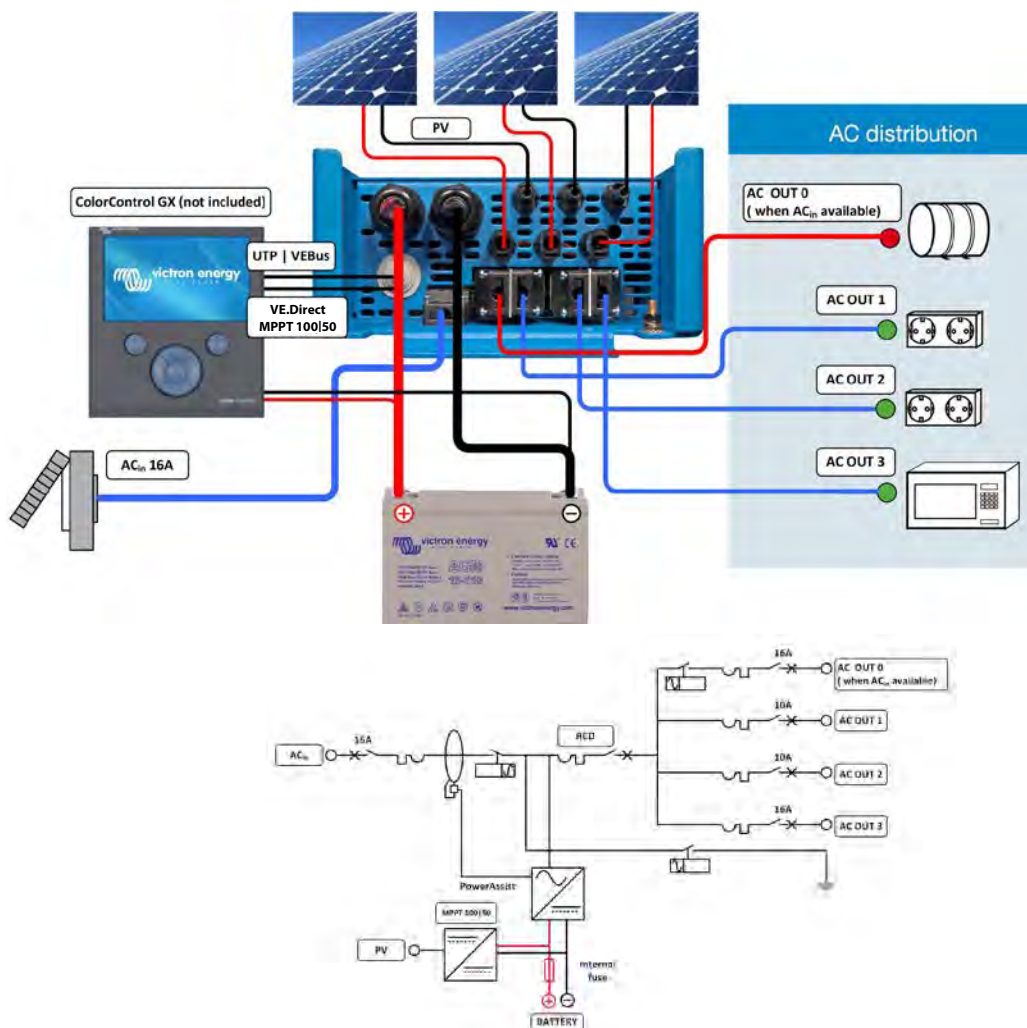 PV
AC distribution
ColorControl GX (not included)
UTP | VEBus
victron energy
VE.Direct
MPPT 100|50
AC OUT 0
( when ACin available)
AC OUT 1
AC OUT 2
AC OUT 3
ACin 16A
+
−
victron energy
www.victronenergy.com
16A
AC OUT 0
( when ACin available)
10A
AC OUT 1
RCD
16A
ACin
10A
AC OUT 2
16A
AC OUT 3
PowerAssist
MPPT 100|50
PV
internal
fuse
+
−
BATTERY